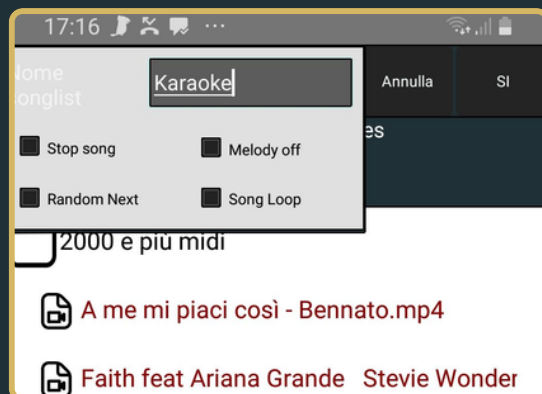 17:16
Nome
songlist
Karaoke
Annulla
SI
es
Stop song
Melody off
Random Next
Song Loop
2000 e più midi
A me mi piaci così - Bennato.mp4
Faith feat Ariana Grande Stevie Wonder